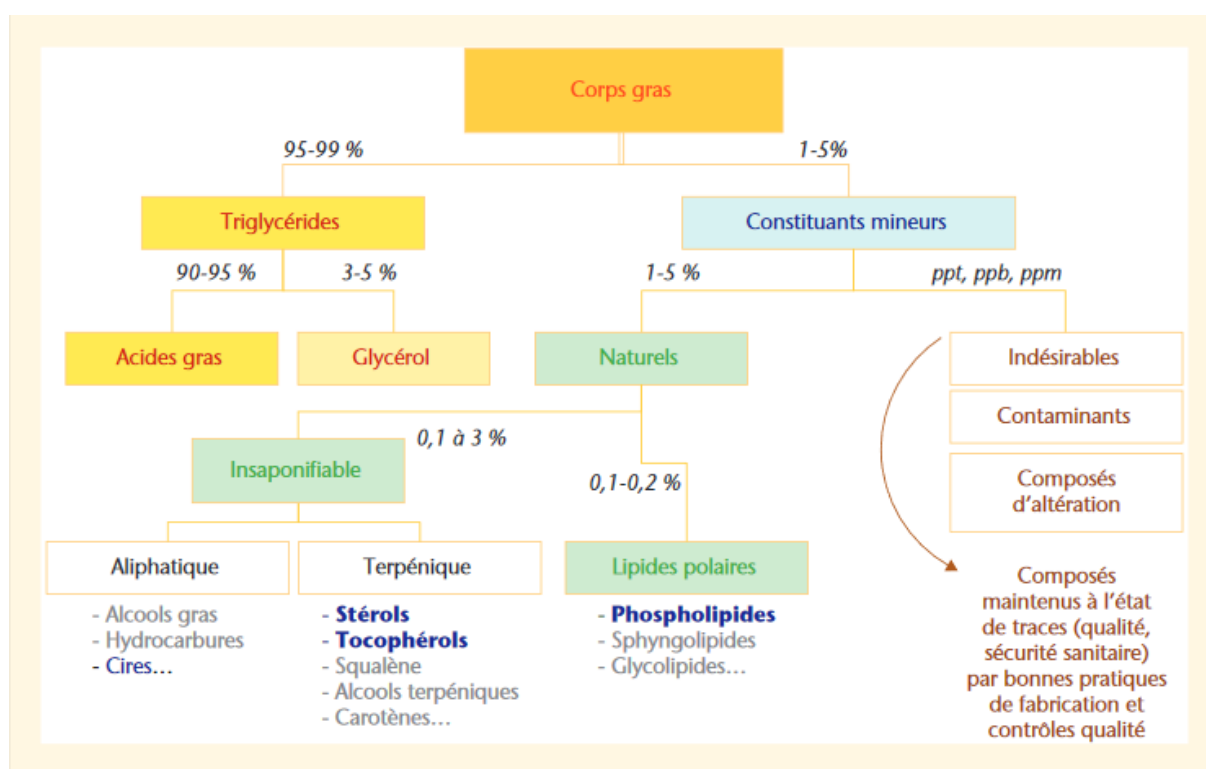 Corps gras
95-99 %
1-5%
Triglycérides
Constituants mineurs
90-95 %
3-5 %
1-5 %
ppt, ppb, ppm
Acides gras
Glycérol
Naturels
Indésirables
Contaminants
Composés
d'altération
0,1 à 3 %
Insaponifiable
0,1-0,2 %
Aliphatique
- Alcools gras
- Hydrocarbures
- Cires…
Terpénique
- Stérols
- Tocophérols
- Squalène
- Alcools terpéniques
- Carotènes…
Lipides polaires
- Phospholipides
- Sphyngolipides
- Glycolipides…
Composés
maintenus à l'état
de traces (qualité,
sécurité sanitaire)
par bonnes pratiques
de fabrication et
contrôles qualité